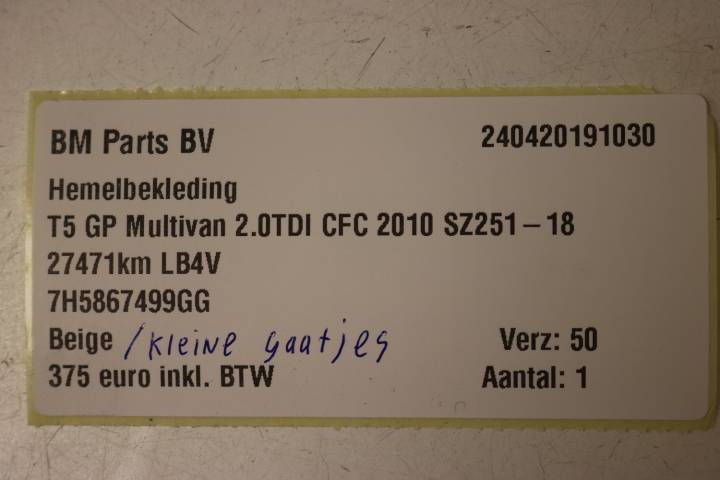 BM Parts BV 240420191030
Hemelbekleding
T5 GP Multivan 2.0TDI CFC 2010 SZ251-18
27471km LB4V
7H5867499GG
Beige /kleine gaatjes Verz: 50
375 euro inkl. BTW Aantal: 1